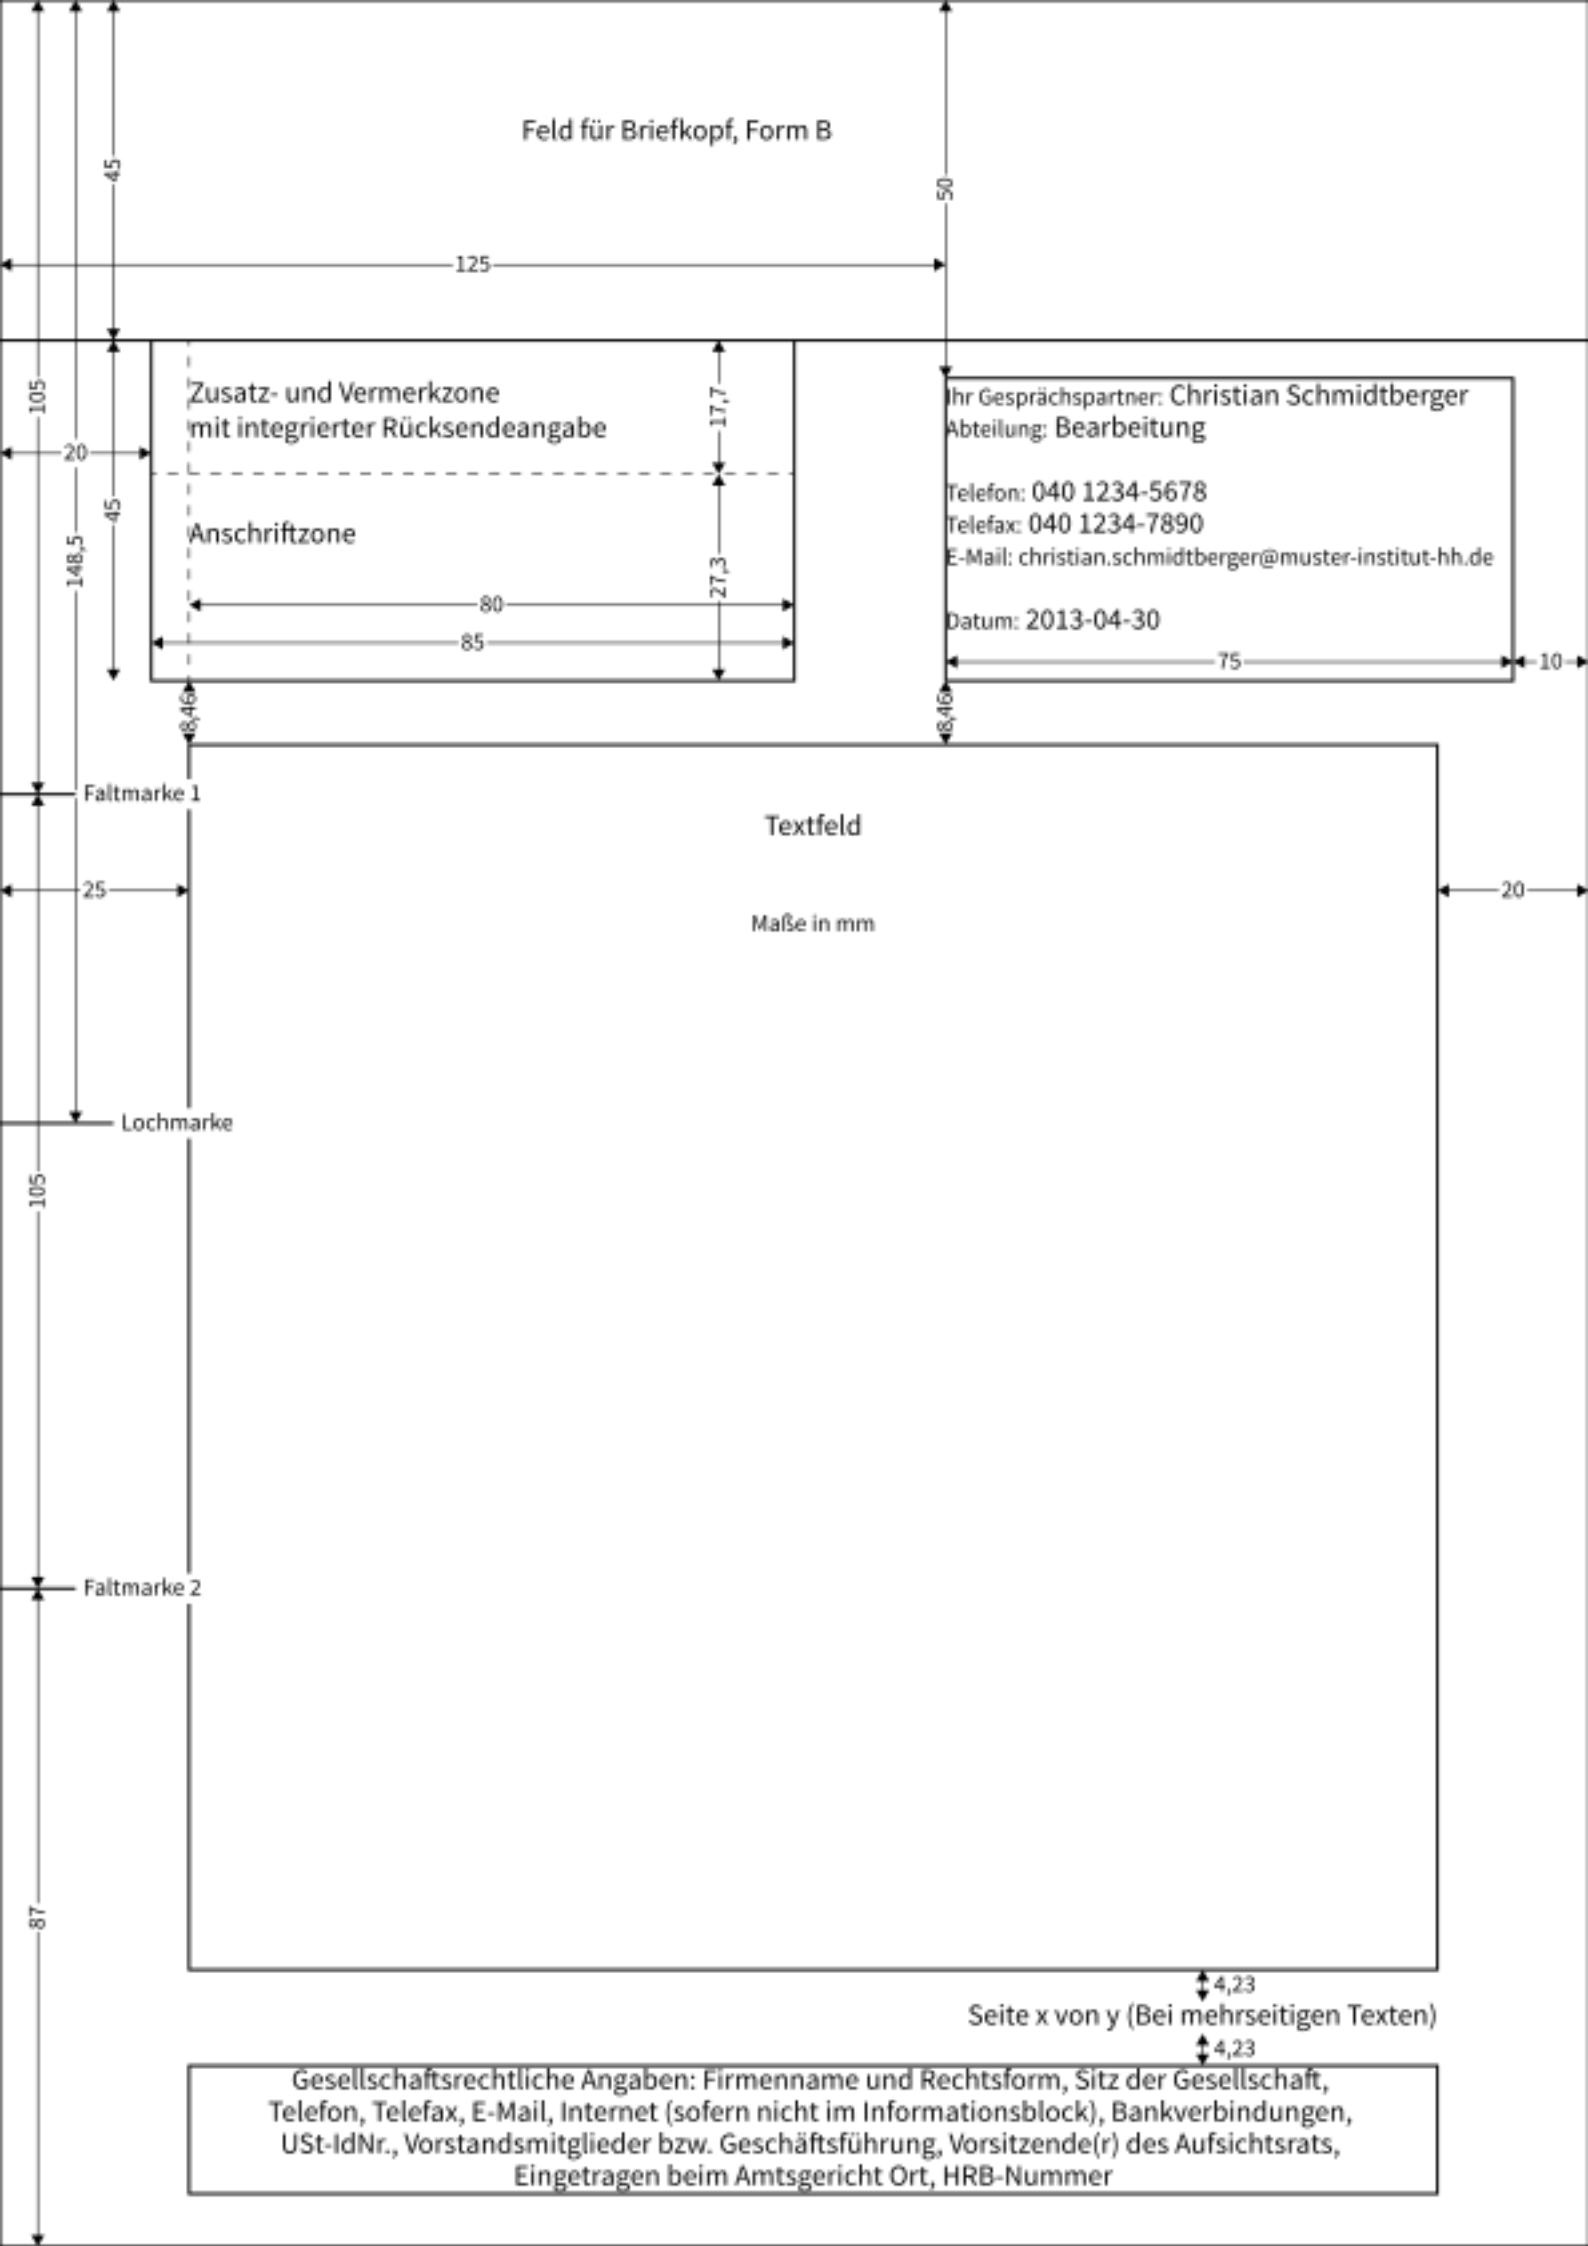 45
105
148,5
50
Feld für Briefkopf, Form B
125
Zusatz- und Vermerkzone
mit integrierter Rücksendeangabe
17,7
20
45
Anschriftzone
27,3
80
85
Ihr Gesprächspartner: Christian Schmidtberger
Abteilung: Bearbeitung
Telefon: 040 1234-5678
Telefax: 040 1234-7890
E-Mail: christian.schmidtberger@muster-institut-hh.de
Datum: 2013-04-30
75
10
8,46
8,46
Faltmarke 1
Textfeld
25
20
Maße in mm
Lochmarke
105
Faltmarke 2
87
4,23
Seite x von y (Bei mehrseitigen Texten)
4,23
Gesellschaftsrechtliche Angaben: Firmenname und Rechtsform, Sitz der Gesellschaft,
Telefon, Telefax, E-Mail, Internet (sofern nicht im Informationsblock), Bankverbindungen,
USt-IdNr., Vorstandsmitglieder bzw. Geschäftsführung, Vorsitzende(r) des Aufsichtsrats,
Eingetragen beim Amtsgericht Ort, HRB-Nummer